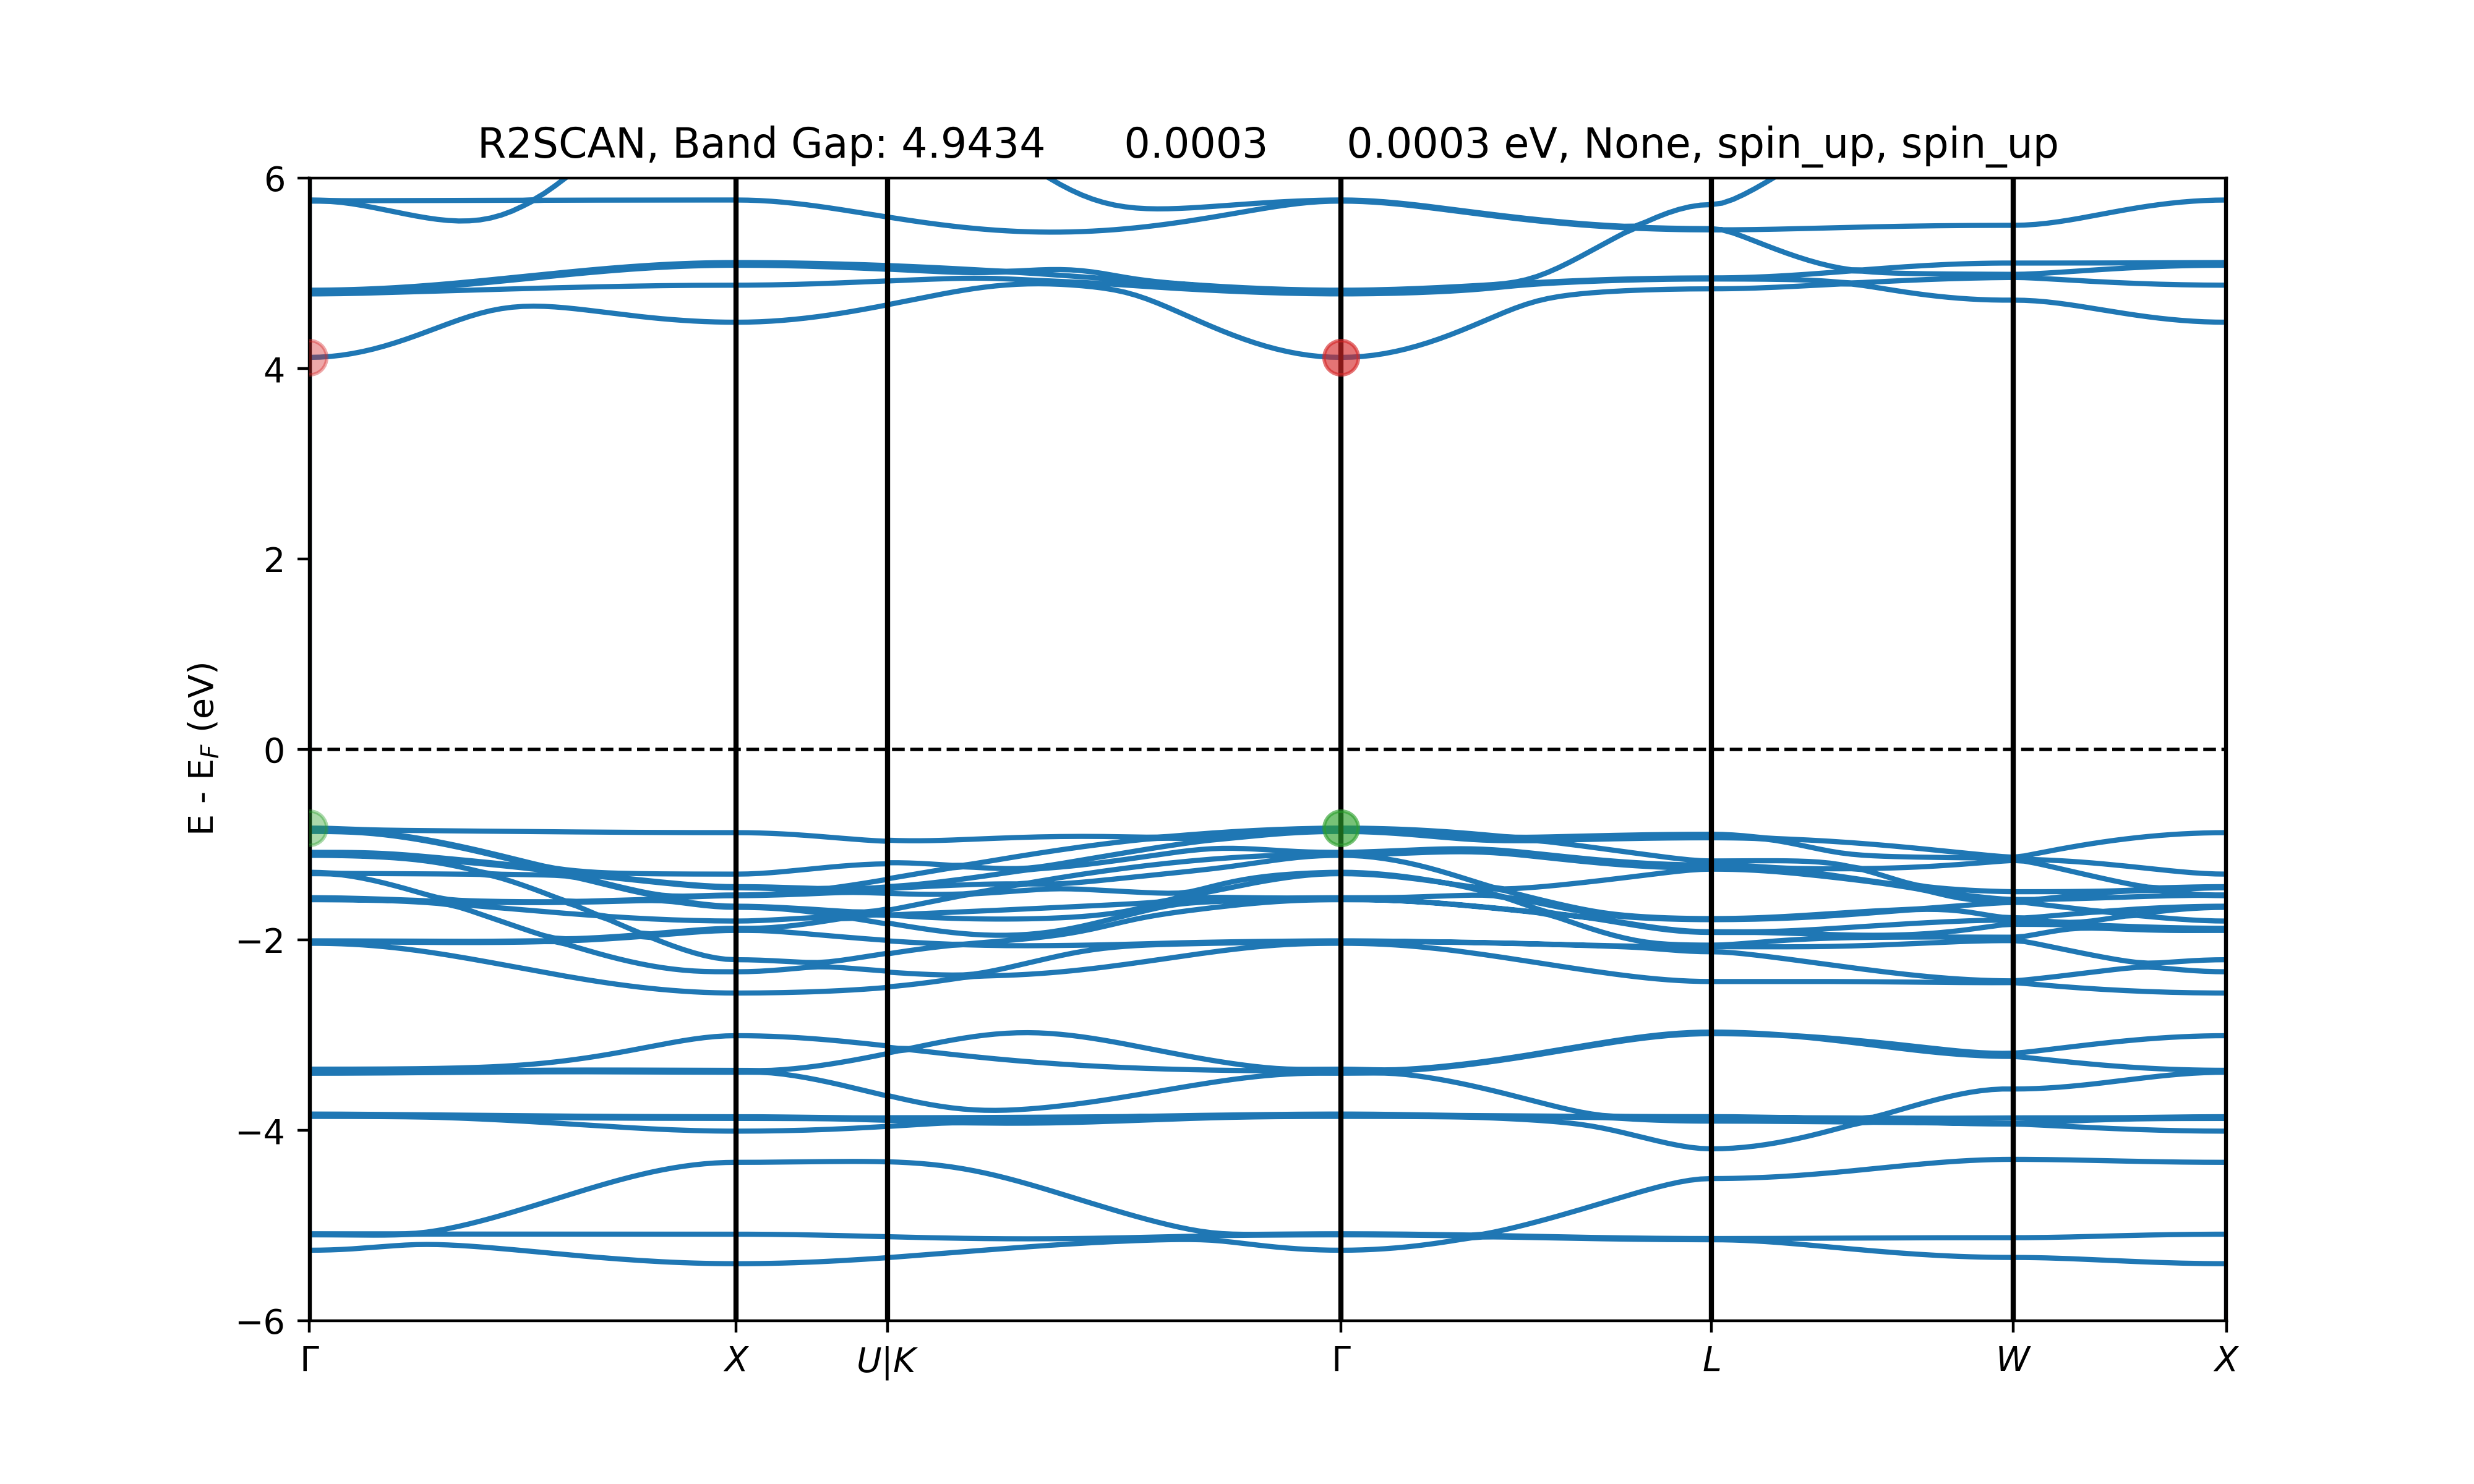 R2SCAN, Band Gap: 4.9434 0.0003 0.0003 eV, None, spin_up, spin_up
6
4
2
0
−2
−4
−6
E - E_F (eV)
Γ X U|K Γ L W X